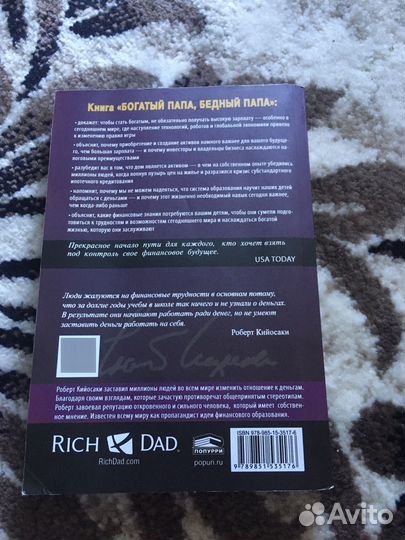 Книга «БОГАТЫЙ ПАПА, БЕДНЫЙ ПАПА»:
• докажет: чтобы стать богатым, не обязательно получать высокую зарплату — особенно в
сегодняшнем мире, где наступление технологий, роботов и глобальной экономики привело
к изменению правил игры
• объяснит, почему приобретение и создание активов намного важнее для вашего будуще-
го, чем большая зарплата — и почему инвесторы и владельцы бизнеса наслаждаются на-
логовыми преимуществами
• разубедит вас в том, что дом является активом — в чем на собственном опыте убедились
миллионы людей, когда лопнул пузырь цен на жилье и разразился кризис субстандартного
ипотечного кредитования
• напомнит, почему мы не можем надеяться, что система образования научит наших детей
обращаться с деньгами — и почему этот жизненно необходимый навык сегодня важнее,
чем когда-либо раньше
• объяснит, какие финансовые знания потребуются вашим детям, чтобы они сумели подго-
товиться к трудностям и возможностям сегодняшнего мира и наслаждаться богатой
жизнью, которую они заслуживают
Прекрасное начало пути для каждого, кто хочет взять
под контроль свое финансовое будущее.
USA TODAY
Люди жалуются на финансовые трудности в основном потому,
что за долгие годы учебы в школе так ничего и не узнали о деньгах.
В результате они начинают работать ради денег, но не умеют
заставить деньги работать на себя.
Роберт Кийосаки
Роберт Кийосаки заставил миллионы людей во всем мире изменить отношение к деньгам.
Благодаря своим взглядам, которые зачастую противоречат общепринятым стереотипам,
Роберт завоевал репутацию откровенного и сильного человека, который имеет собствен-
ное мнение. Известен всему миру как страстный пропагандист идеи финансового образования.
RICH DAD
RichDad.com
ПОПУРРИ
popuri.ru
ISBN 978-985-15-3517-6
9 789851 535176
Avito